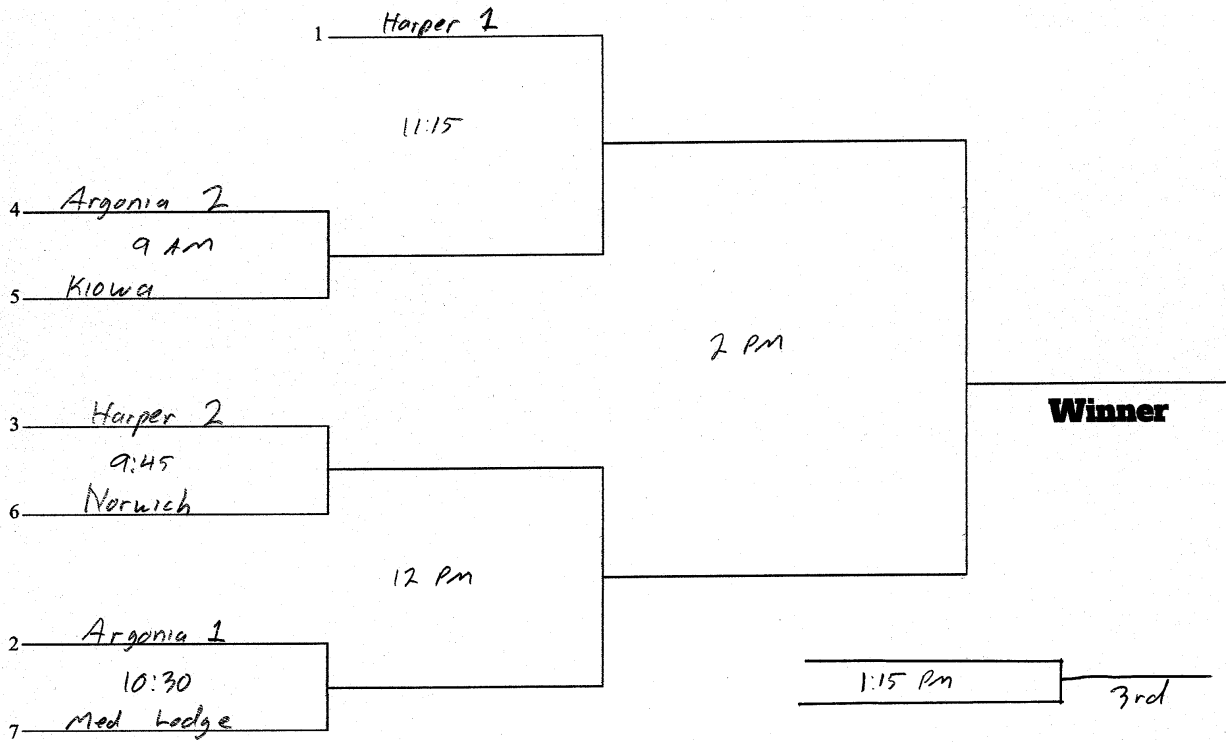 1 Harper 1
11:15
4 Argonia 2
9 AM
5 Kiowa
2 PM
Winner
3 Harper 2
9:45
6 Norwich
12 PM
2 Argonia 1
10:30
7 Med Lodge
1:15 PM
3rd